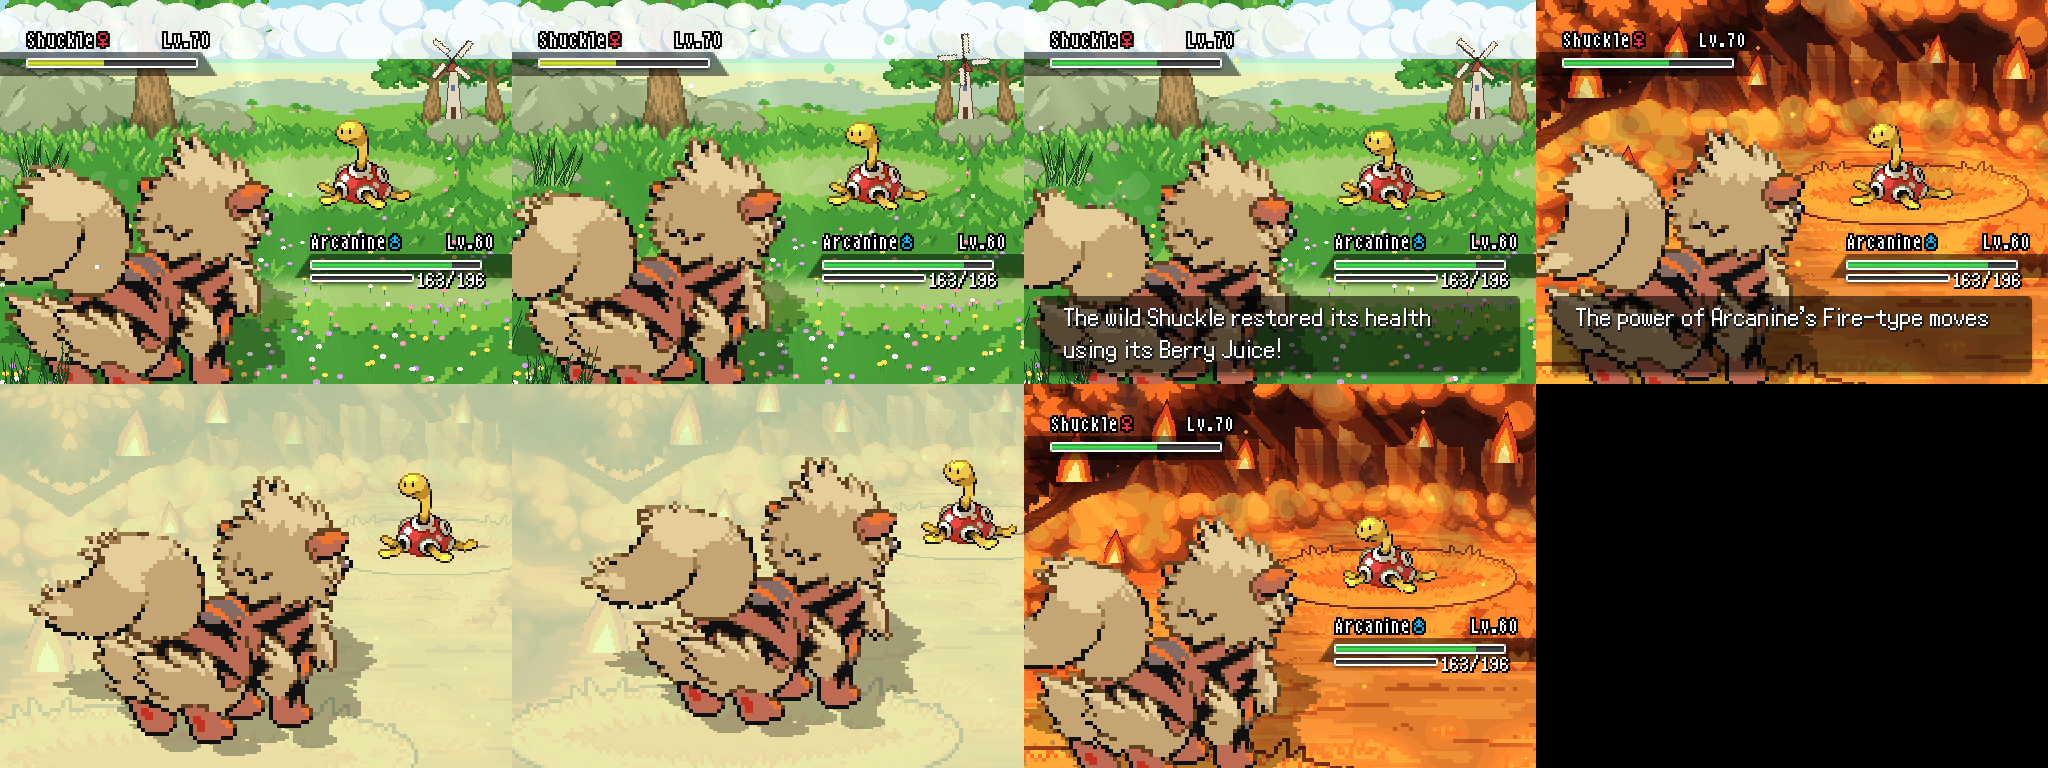 Shuckle♀ Lv.70
Arcanine♂ Lv.60
163/196
Shuckle♀ Lv.70
Arcanine♂ Lv.60
163/196
Shuckle♀ Lv.70
Arcanine♂ Lv.60
163/196
The wild Shuckle restored its health
using its Berry Juice!
Shuckle♀ Lv.70
Arcanine♂ Lv.60
163/196
The power of Arcanine's Fire-type moves
Shuckle♀ Lv.70
Arcanine♂ Lv.60
163/196